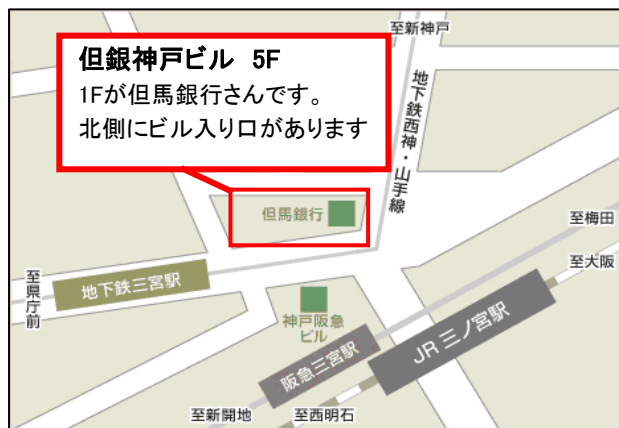 但銀神戸ビル 5F
1Fが但馬銀行さんです。
北側にビル入り口があります
至新神戸
地下鉄西神・山手線
但馬銀行
至梅田
至大阪
至県庁前
地下鉄三宮駅
神戸阪急
ビル
阪急三宮駅
JR三ノ宮駅
至新開地
至西明石